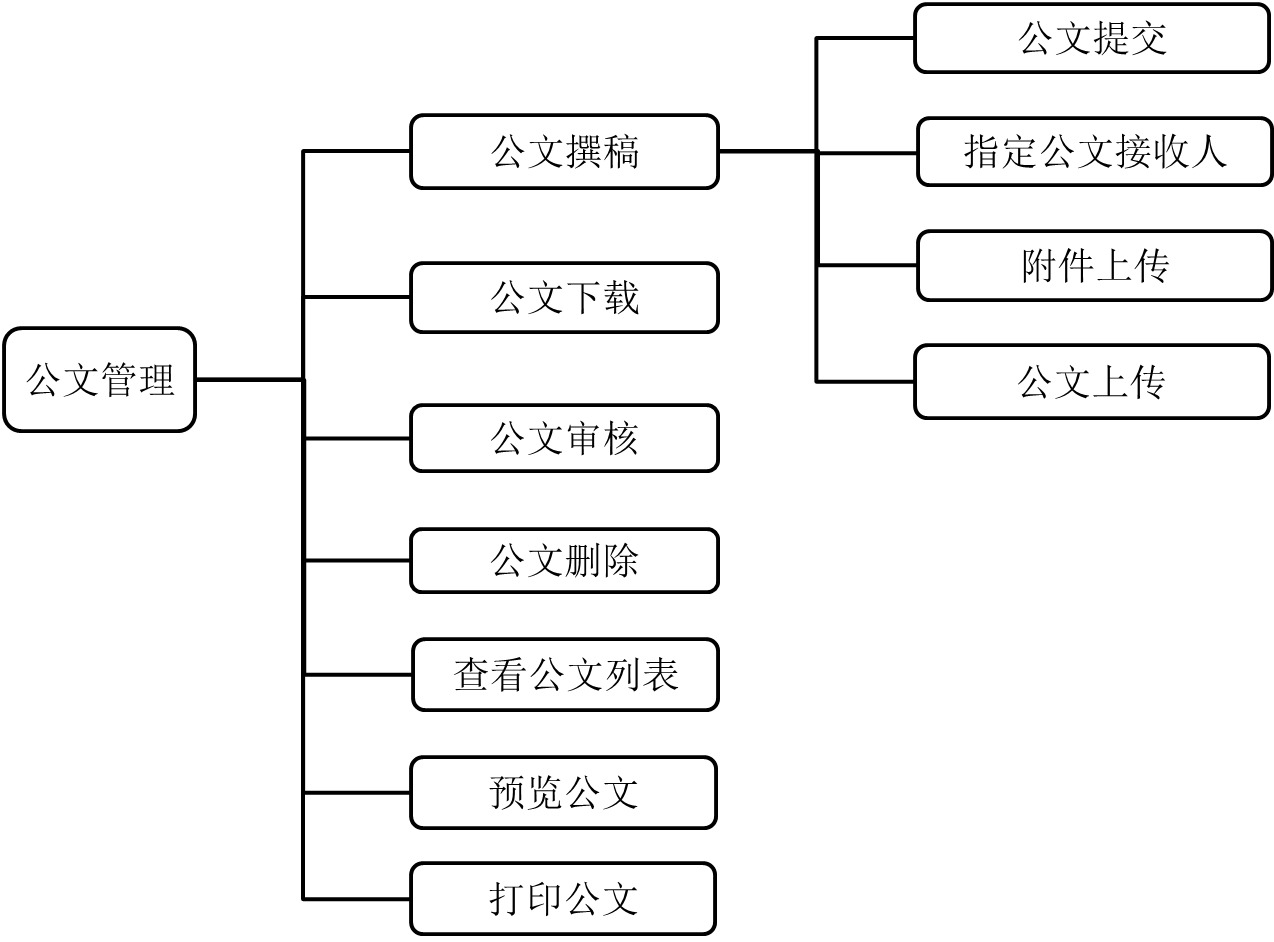 公文管理
公文撰稿
公文下载
公文审核
公文删除
查看公文列表
预览公文
打印公文
公文提交
指定公文接收人
附件上传
公文上传